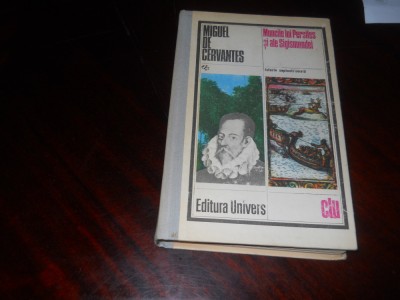 MIGUEL
DE
CERVANTES
Muncile lui Persiles
și ale Sigismundei
Editura Univers
clu